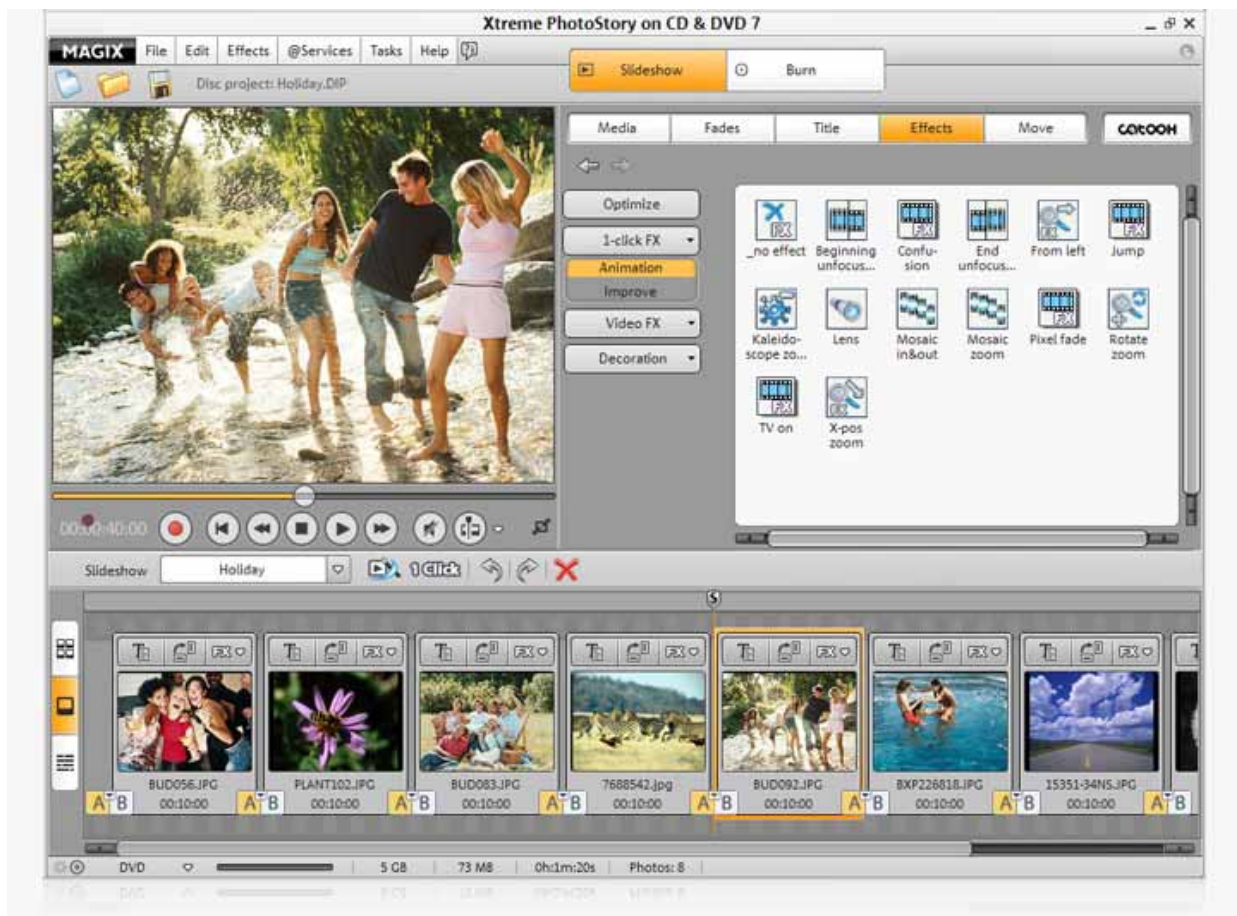 Xtreme PhotoStory on CD & DVD 7
MAGIX File Edit Effects @Services Tasks Help
Disc project: Holiday.DIP
Slideshow Burn
Media Fades Title Effects Move CATOOH
Optimize
1-click FX
Animation
Improve
Video FX
Decoration
_no effect
Beginning unfocus...
Confu-
sion
End
unfocus...
From left
Jump
Kaleido-
scope zo...
Lens
Mosaic
in&out
Mosaic
zoom
Pixel fade
Rotate
zoom
TV on
X-pos
zoom
00:00:40:00
Slideshow Holiday 1Click
S
BUD056.JPG PLANT102.JPG BUD083.JPG 7688542.jpg BUD092.JPG BXP226818.JPG 15351-34NS.JPG
A B 00:10:00 A B 00:10:00 A B 00:10:00 A B 00:10:00 A B 00:10:00 A B 00:10:00 A B 00:10:00 A B
DVD 5 GB 73 MB 0h:1m:20s Photos: 8